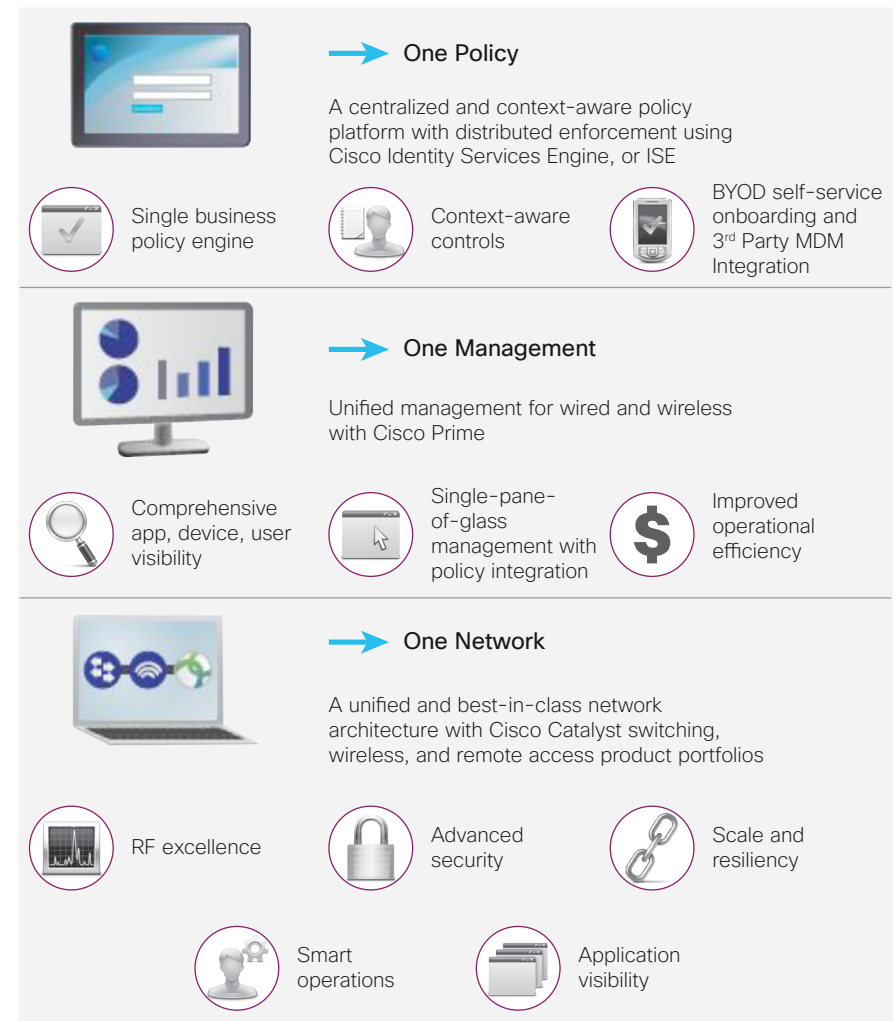 One Policy
A centralized and context-aware policy
platform with distributed enforcement using
Cisco Identity Services Engine, or ISE
Single business
policy engine
Context-aware
controls
BYOD self-service
onboarding and
3rd Party MDM
Integration
One Management
Unified management for wired and wireless
with Cisco Prime
Comprehensive
app, device, user
visibility
Single-pane-
of-glass
management with
policy integration
$
Improved
operational
efficiency
One Network
A unified and best-in-class network
architecture with Cisco Catalyst switching,
wireless, and remote access product portfolios
RF excellence
Advanced
security
Scale and
resiliency
Smart
operations
Application
visibility